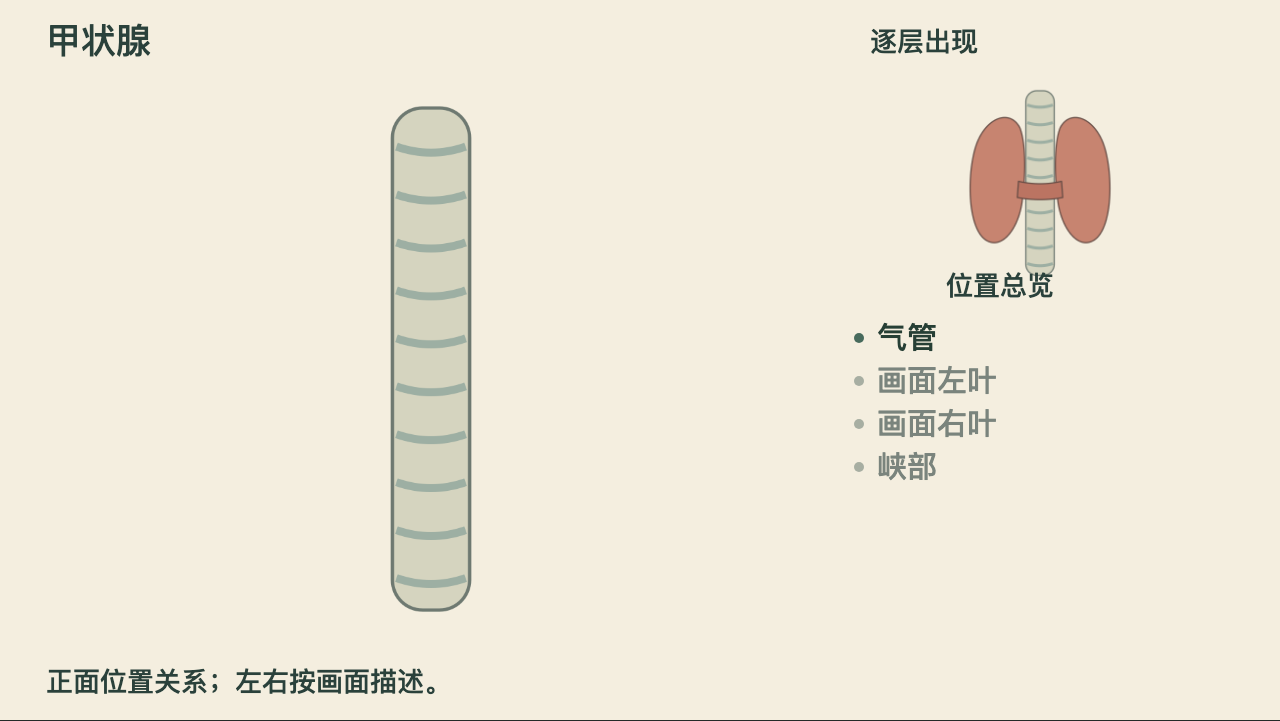 甲状腺
逐层出现
位置总览
气管
画面左叶
画面右叶
峡部
正面位置关系；左右按画面描述。